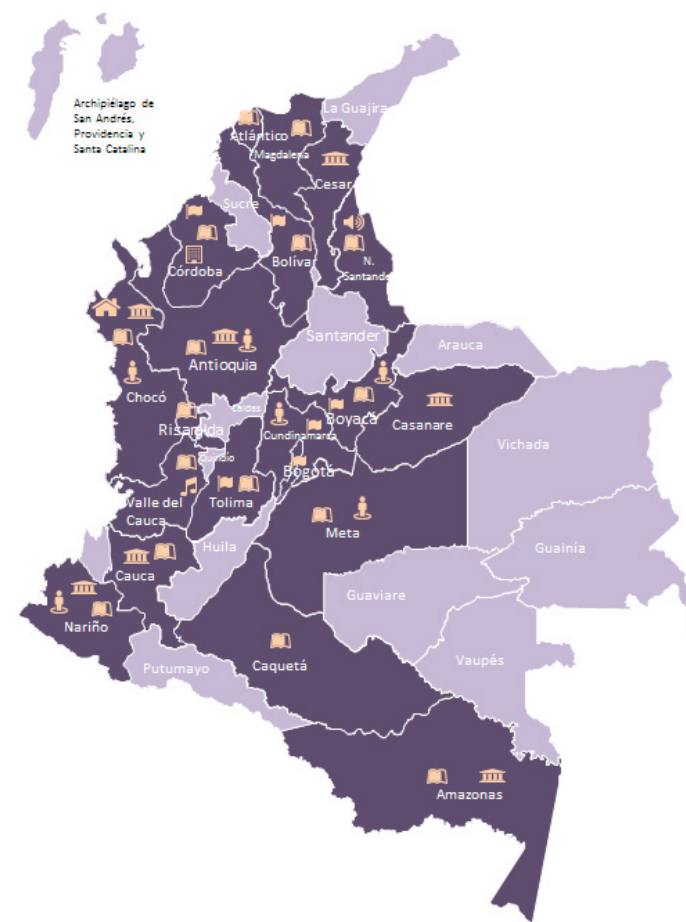 Archipiélago de
San Andrés,
Providencia y
Santa Catalina
La Guajira
Atlántico
Magdalena
Cesar
Sucre
Bolívar
N.
Santande
Córdoba
Santander
Arauca
Antioquia
Chocó
Caldas
Boyacá
Casanare
Risaralda
Cundinamarca
Vichada
Quindío
Bogotá
Valle del
Cauca
Tolima
Meta
Huila
Guainía
Cauca
Guaviare
Nariño
Putumayo
Caquetá
Vaupés
Amazonas